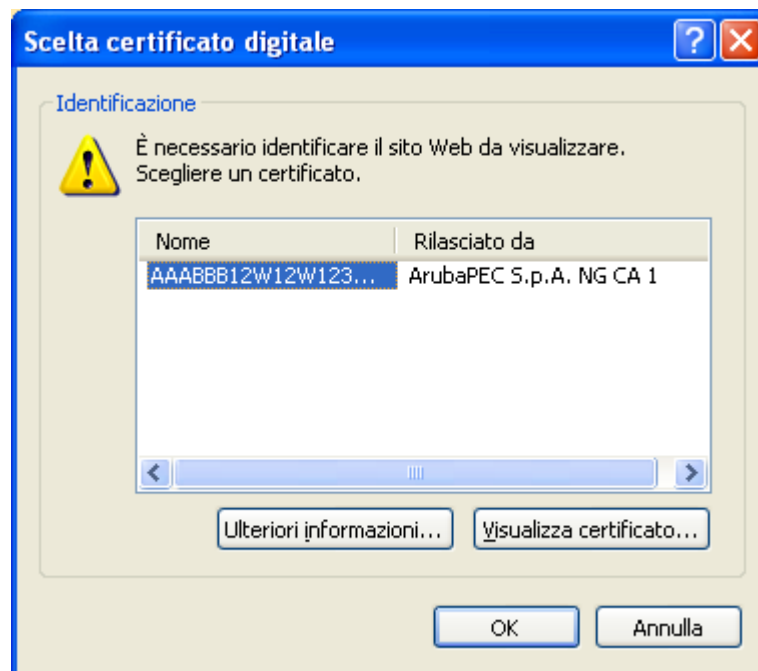 Scelta certificato digitale
Identificazione
È necessario identificare il sito Web da visualizzare.
Scegliere un certificato.
Nome Rilasciato da
AAABBB12W12W123... ArubaPEC S.p.A. NG CA 1
Ulteriori informazioni... Visualizza certificato...
OK Annulla